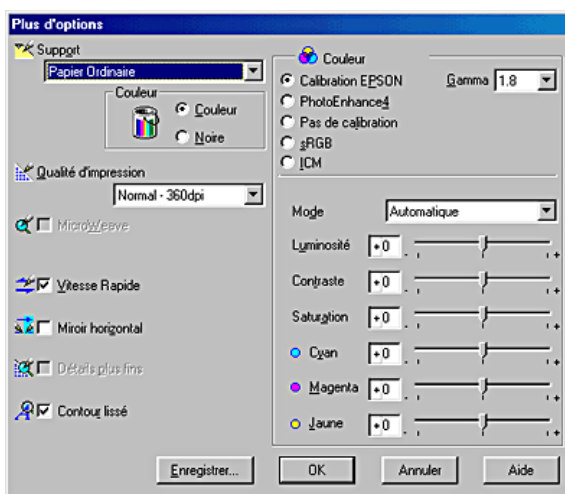 Plus d'options
Support
Papier Ordinaire
Couleur
Couleur
Noire
Qualité d'impression
Normal - 360dpi
MicroWeave
Vitesse Rapide
Miroir horizontal
Détails plus fins
Contour lissé
Enregistrer...
Couleur
Calibration EPSON
Gamma 1.8
PhotoEnhance4
Pas de calibration
sRGB
ICM
Mode Automatique
Luminosité +0 - +
Contraste +0 - +
Saturation +0 - +
Cyan +0 - +
Magenta +0 - +
Jaune +0 - +
OK Annuler Aide